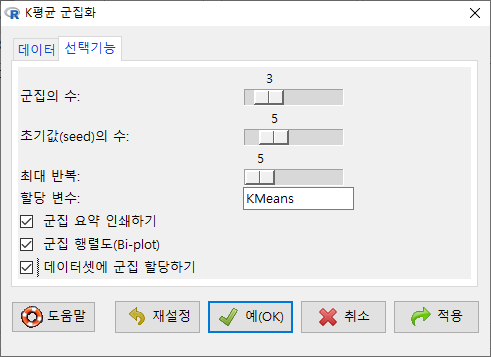 K평균 군집화
데이터 선택기능
3
군집의 수:
5
초기값(seed)의 수:
5
최대 반복:
할당 변수: KMeans
군집 요약 인쇄하기
군집 행렬도(Bi-plot)
데이터셋에 군집 할당하기
도움말 재설정 예(OK) 취소 적용